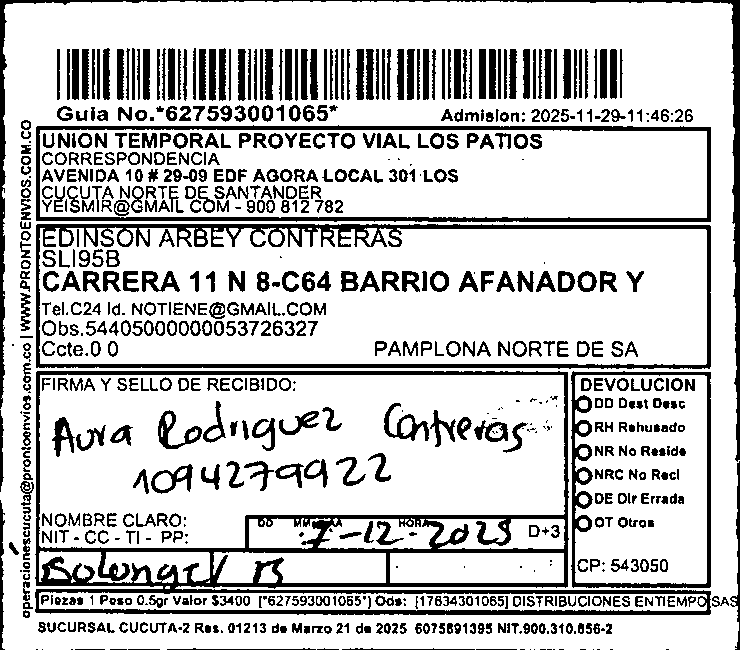 Guia No.*627593001065*
Admision: 2025-11-29-11:46:26
UNION TEMPORAL PROYECTO VIAL LOS PATIOS
CORRESPONDENCIA
AVENIDA 10 # 29-09 EDF AGORA LOCAL 301 LOS
CUCUTA NORTE DE SANTANDER
YEISMIR@GMAIL COM - 900 812 782
EDINSON ARBEY CONTRERAS
SLI95B
CARRERA 11 N 8-C64 BARRIO AFANADOR Y
Tel.C24 Id. NOTIENE@GMAIL.COM
Obs.54405000000053726327
Ccte.0 0
PAMPLONA NORTE DE SA
FIRMA Y SELLO DE RECIBIDO:
Aura Rodriguez Contreras
1094279922
NOMBRE CLARO:
NIT - CC - TI - PP:
DD MM AA HORA
7-12-2025
D+3
DEVOLUCION
DD Dest Desc
RH Rehusado
NR No Reside
NRC No Recl
DE Dir Errada
OT Otros
CP: 543050
Piezas 1 Peso 0.5gr Valor $3400 [*627593001065*] Ods: [17634301065] DISTRIBUCIONES ENTIEMPO SAS
SUCURSAL CUCUTA-2 Res. 01213 de Marzo 21 de 2025 6075891395 NIT.900.310.856-2
operacionescucuta@prontoenvios.com.co | WWW.PRONTOENVIOS.COM.CO